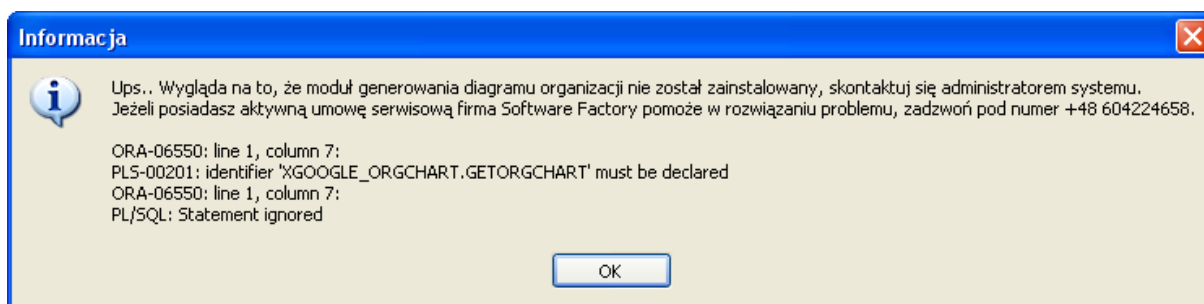 Informacja
Ups.. Wygląda na to, że moduł generowania diagramu organizacji nie został zainstalowany, skontaktuj się administratorem systemu.
Jeżeli posiadasz aktywną umowę serwisową firma Software Factory pomoże w rozwiązaniu problemu, zadzwoń pod numer +48 604224658.
ORA-06550: line 1, column 7:
PLS-00201: identifier 'XGOOGLE_ORGCHART.GETORGCHART' must be declared
ORA-06550: line 1, column 7:
PL/SQL: Statement ignored
OK